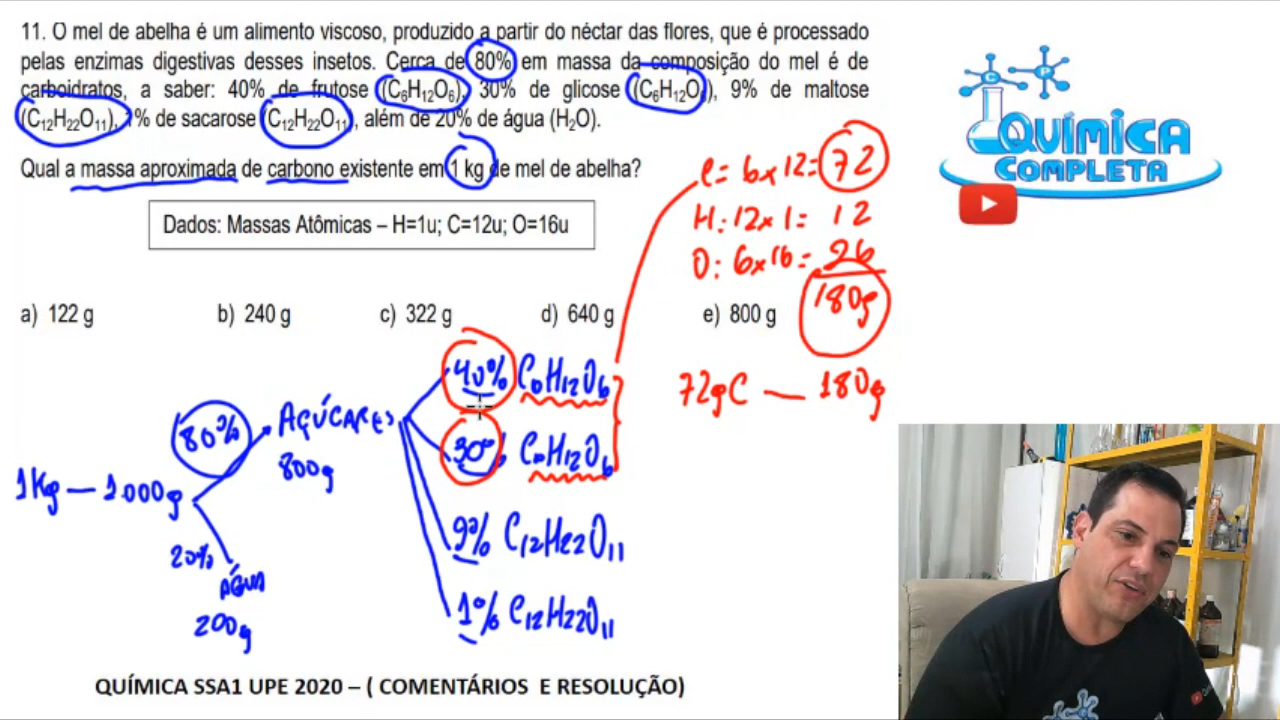 11. O mel de abelha é um alimento viscoso, produzido a partir do néctar das flores, que é processado
pelas enzimas digestivas desses insetos. Cerca de 80% em massa da composição do mel é de
carboidratos, a saber: 40% de frutose (C₆H₁₂O₆), 30% de glicose (C₆H₁₂O₆), 9% de maltose
(C₁₂H₂₂O₁₁), 1% de sacarose (C₁₂H₂₂O₁₁), além de 20% de água (H₂O).
Qual a massa aproximada de carbono existente em 1 kg de mel de abelha?
Dados: Massas Atômicas – H=1u; C=12u; O=16u
a) 122 g b) 240 g c) 322 g d) 640 g e) 800 g
QUÍMICA
COMPLETA
C P
C= 6x12= 72
H: 12x1= 12
O: 6x16= 96
180g
72gC — 180g
1Kg — 1.000g
80% AÇÚCARES
800g
20% ÁGUA
200g
40% C₆H₁₂O₆
30% C₆H₁₂O₆
9% C₁₂H₂₂O₁₁
1% C₁₂H₂₂O₁₁
QUÍMICA SSA1 UPE 2020 – ( COMENTÁRIOS E RESOLUÇÃO)